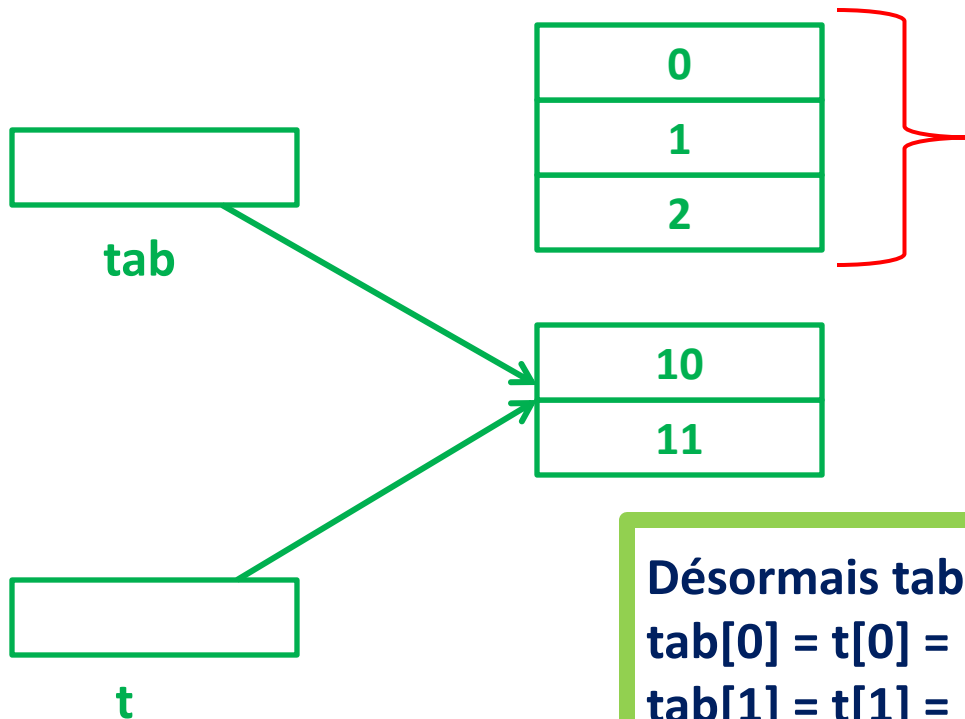 0
1
2
tab
10
11
t
Désormais tab
tab[0] = t[0] =
tab[1] = t[1] =